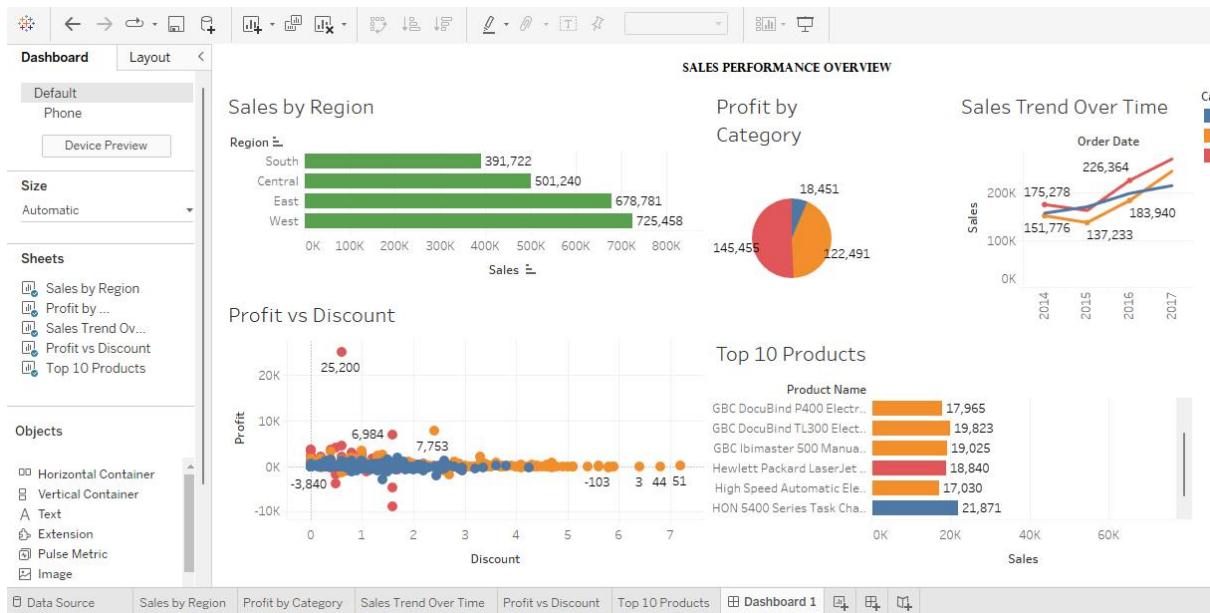 Dashboard
Layout
Default
Phone
Device Preview
Size
Automatic
Sheets
Sales by Region
Profit by ...
Sales Trend Ov...
Profit vs Discount
Top 10 Products
Objects
Horizontal Container
Vertical Container
A Text
Extension
Pulse Metric
Image
SALES PERFORMANCE OVERVIEW
Sales by Region
Region
South 391,722
Central 501,240
East 678,781
West 725,458
0K 100K 200K 300K 400K 500K 600K 700K 800K
Sales
Profit by
Category
18,451
145,455
122,491
Sales Trend Over Time
Ca
Order Date
226,364
200K 175,278
183,940
151,776
137,233
100K
0K
Sales
2014 2015 2016 2017
Profit vs Discount
25,200
20K
10K
6,984
7,753
0K
-3,840
-103 3 44 51
-10K
Profit
0 1 2 3 4 5 6 7
Discount
Top 10 Products
Product Name
GBC DocuBind P400 Electr.. 17,965
GBC DocuBind TL300 Elect.. 19,823
GBC Ibimaster 500 Manua.. 19,025
Hewlett Packard LaserJet .. 18,840
High Speed Automatic Ele.. 17,030
HON 5400 Series Task Cha.. 21,871
0K 20K 40K 60K
Sales
Data Source Sales by Region Profit by Category Sales Trend Over Time Profit vs Discount Top 10 Products Dashboard 1